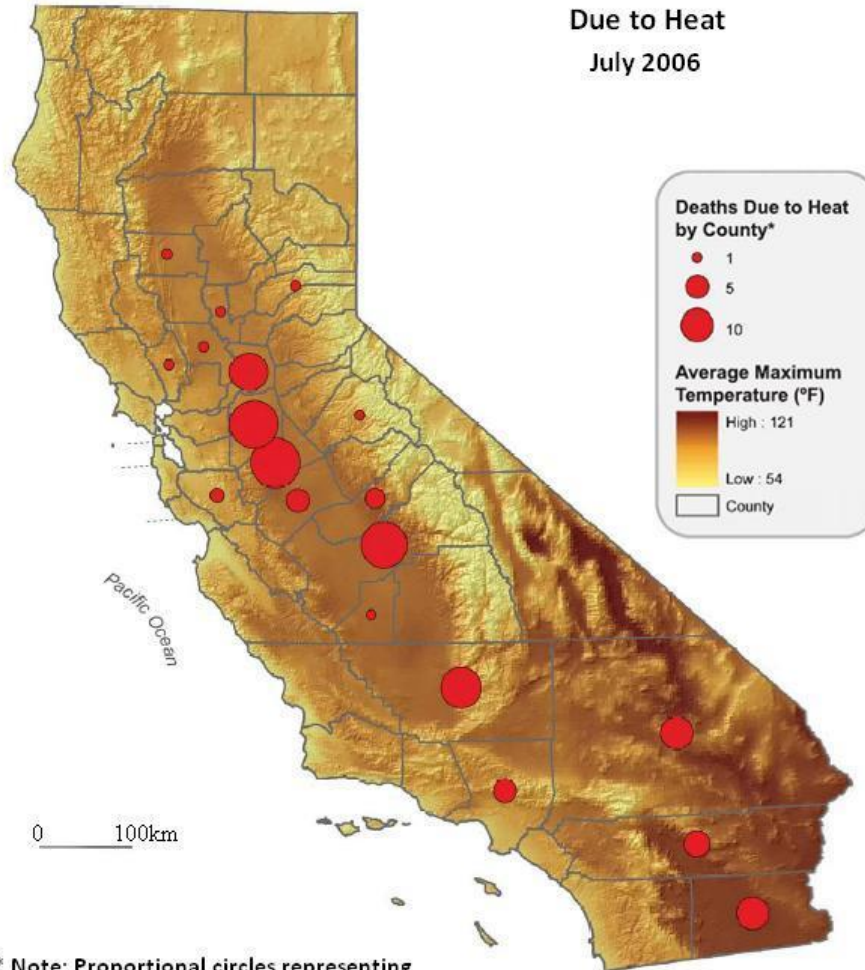 Due to Heat
July 2006
Deaths Due to Heat
by County*
1
5
10
Average Maximum
Temperature (ºF)
High : 121
Low : 54
County
Pacific Ocean
0 100km
* Note: Proportional circles representing